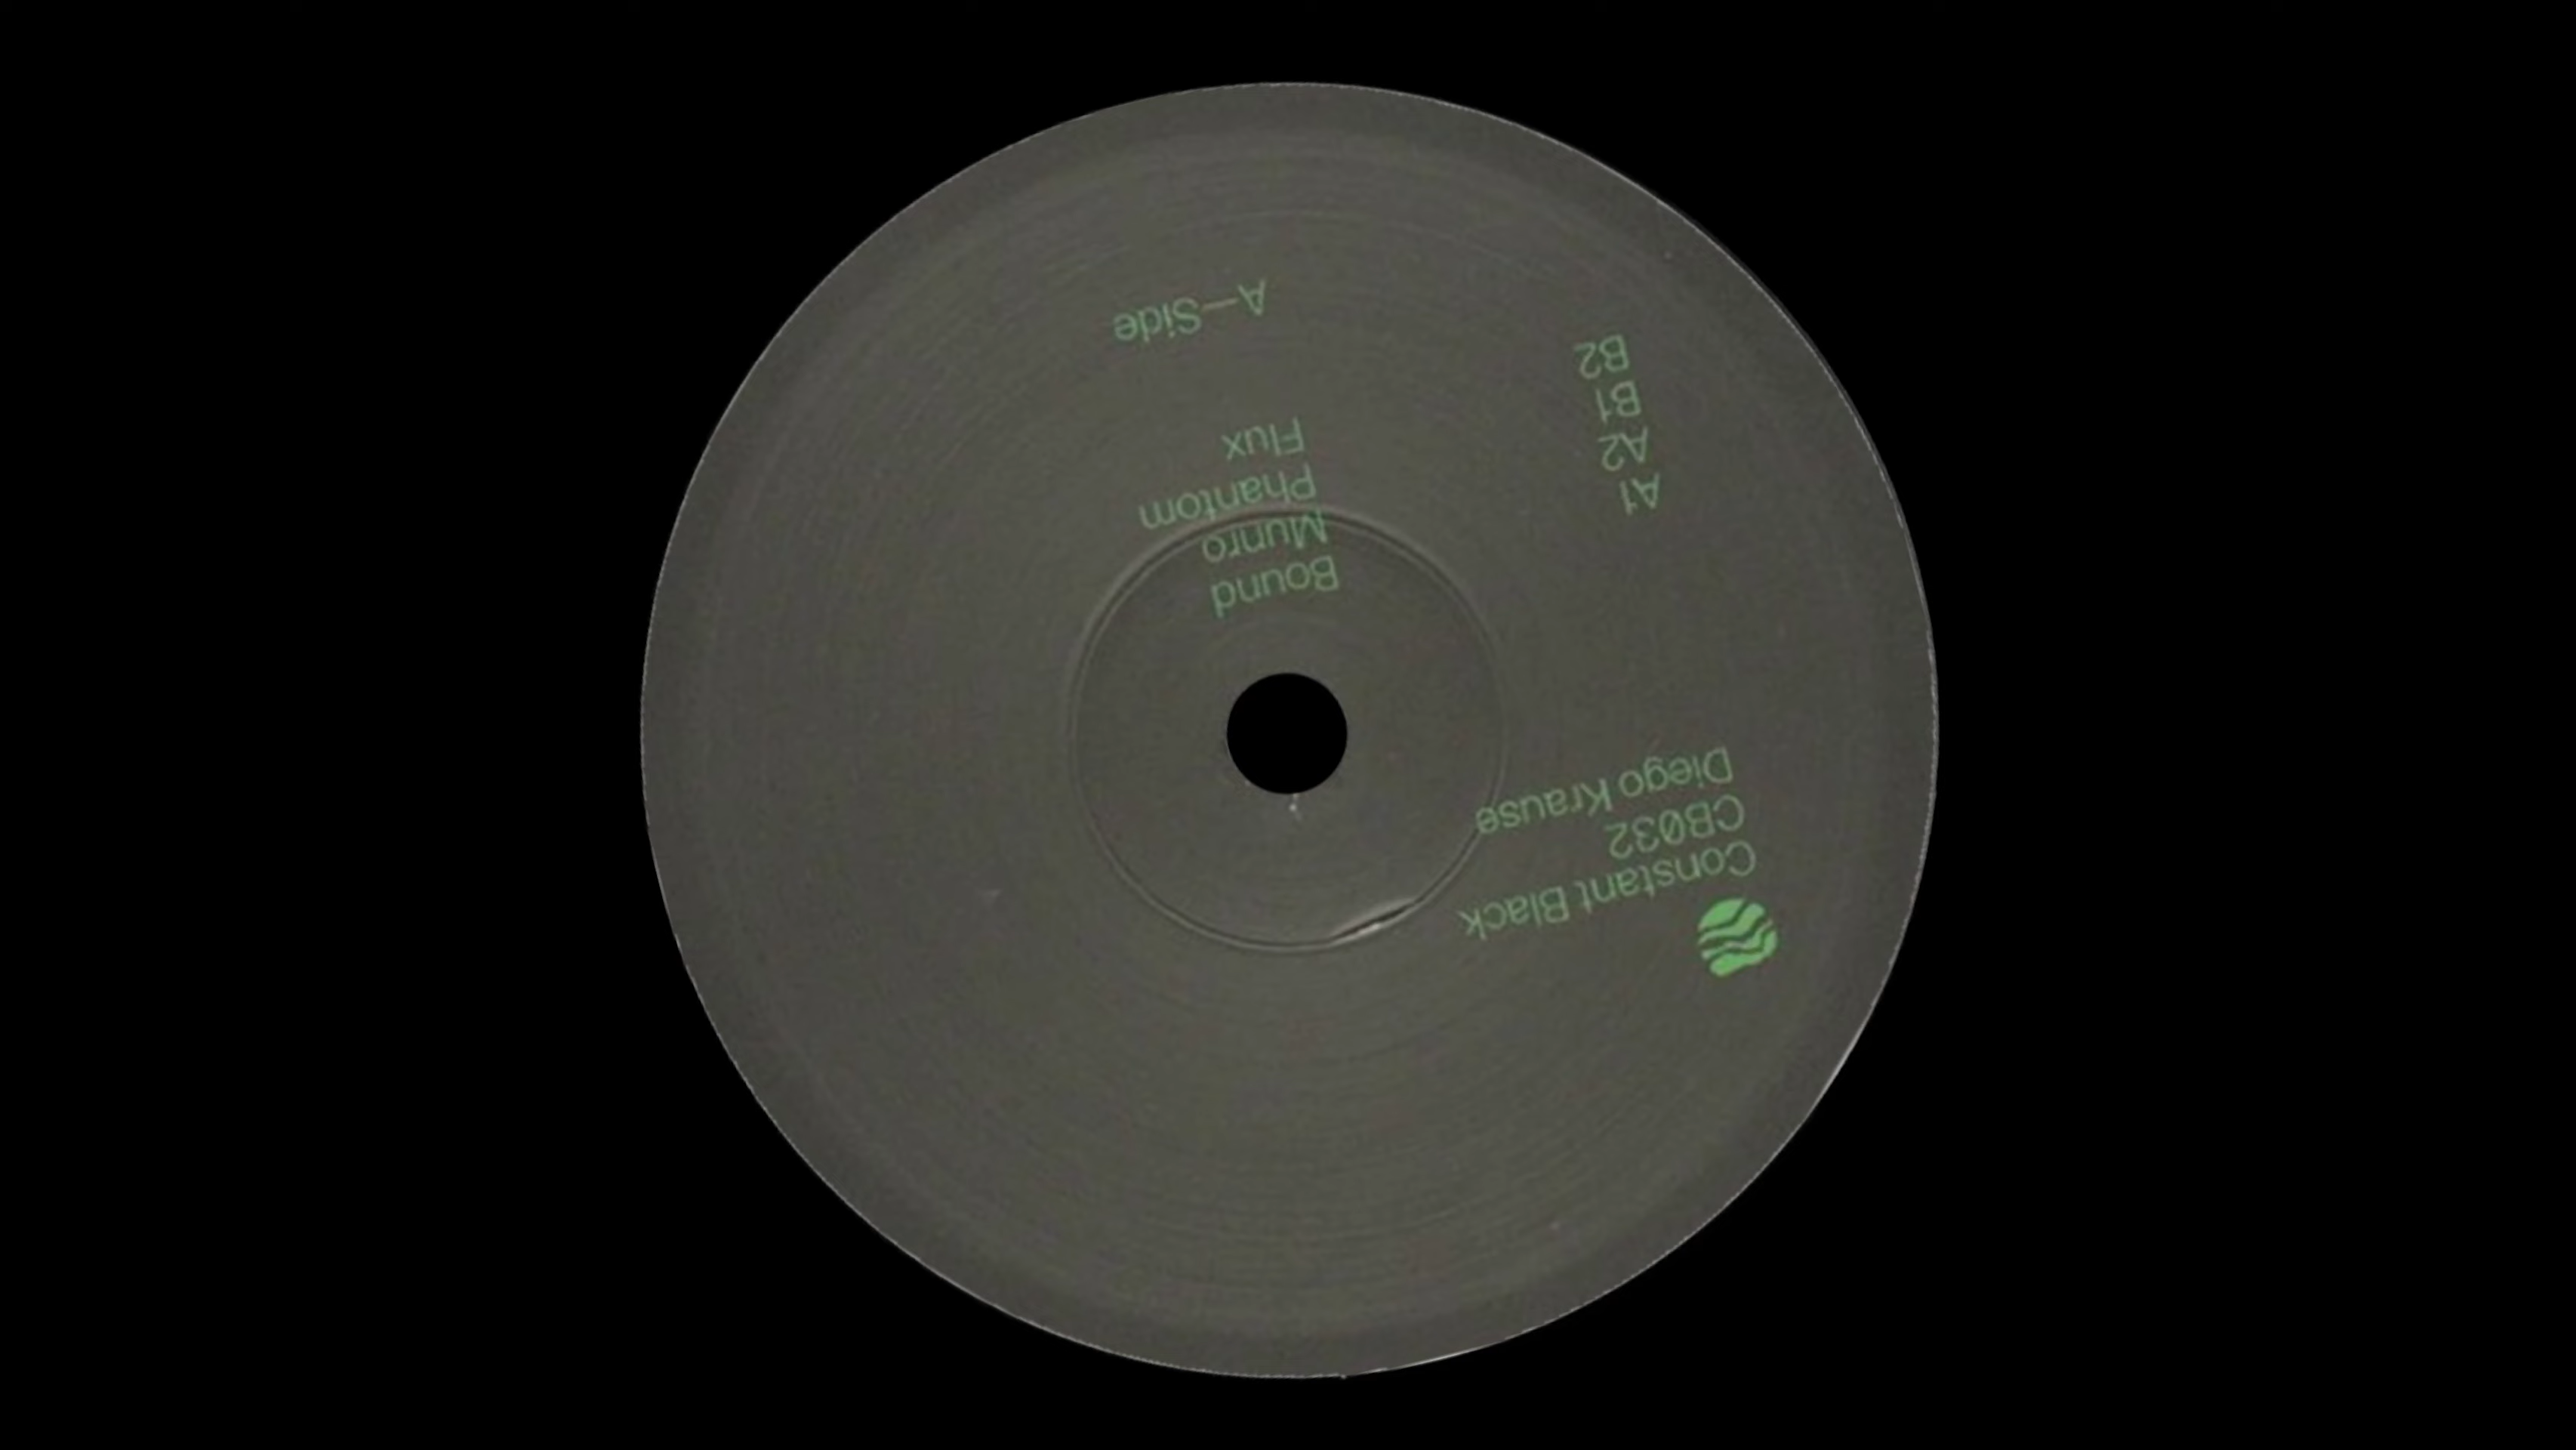 Constant Black
CB032
Diego Krause
A1 Bound
A2 Munro
B1 Phantom
B2 Flux
A—Side